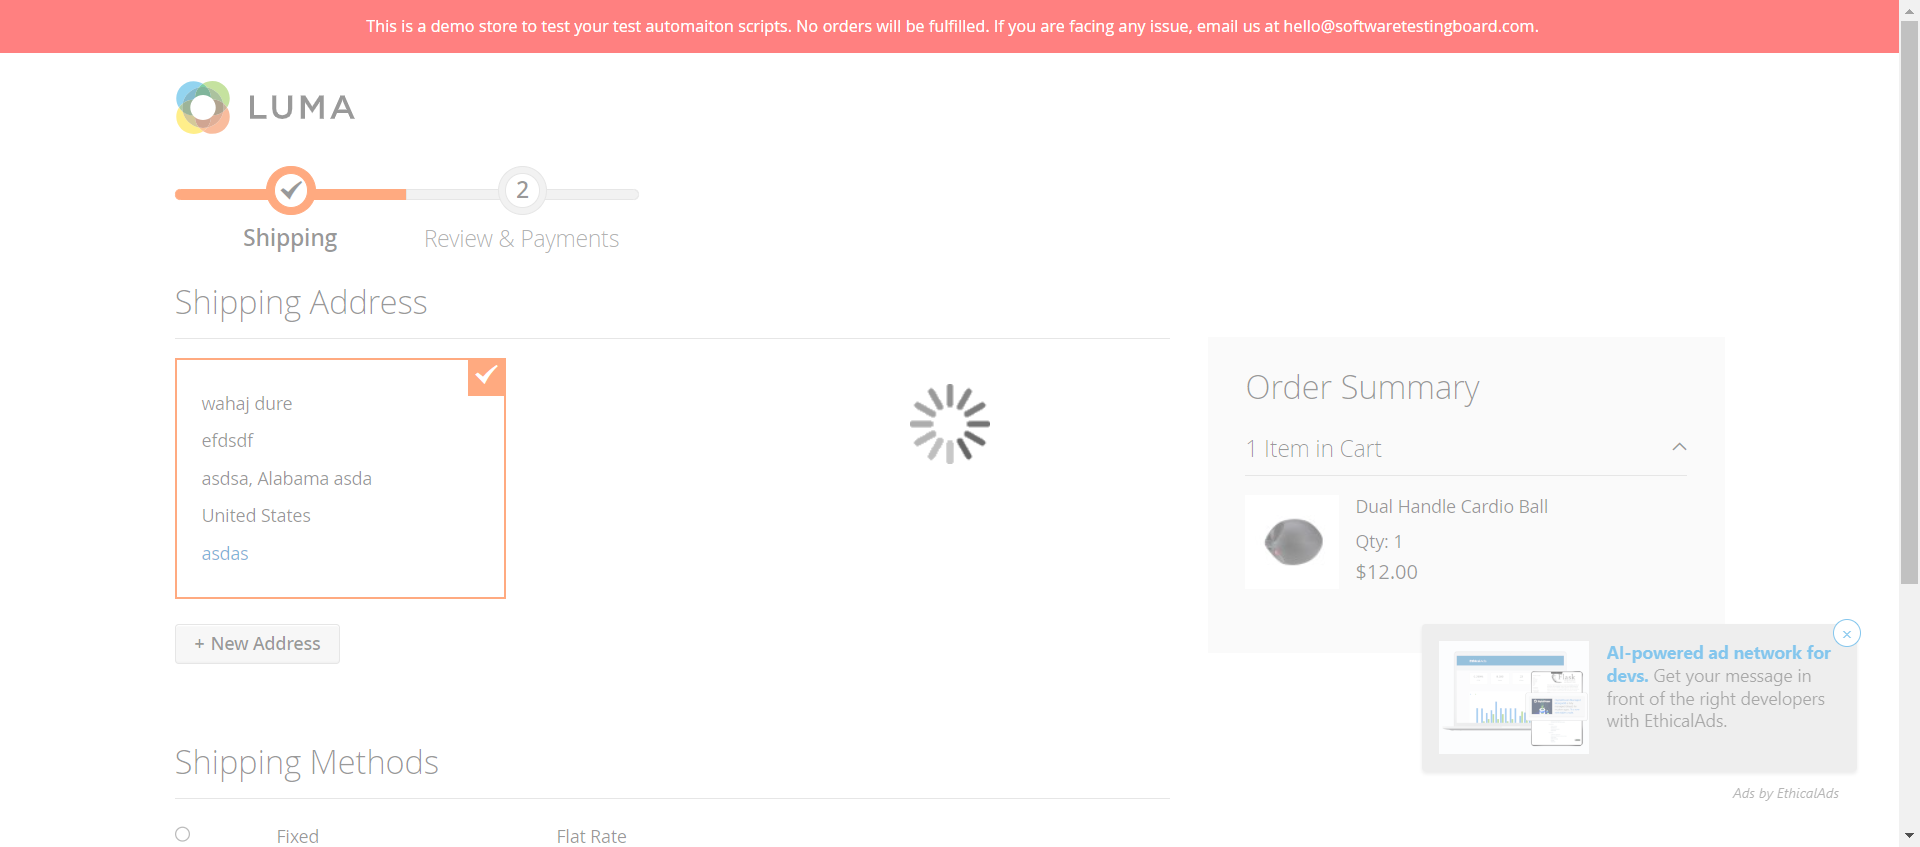 This is a demo store to test your test automaiton scripts. No orders will be fulfilled. If you are facing any issue, email us at hello@softwaretestingboard.com.
LUMA
2
Shipping
Review & Payments
Shipping Address
wahaj dure
efdsdf
asdsa, Alabama asda
United States
asdas
+ New Address
Order Summary
1 Item in Cart
Dual Handle Cardio Ball
Qty: 1
$12.00
AI-powered ad network for
devs. Get your message in
front of the right developers
with EthicalAds.
Ads by EthicalAds
Shipping Methods
Fixed
Flat Rate